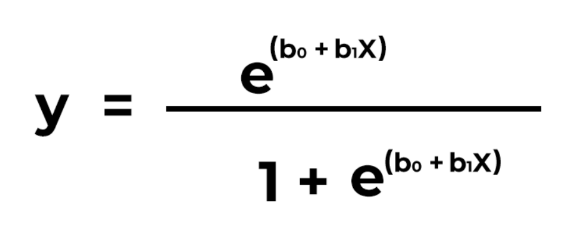 y = e^(b₀ + b₁X)
1 + e^(b₀ + b₁X)